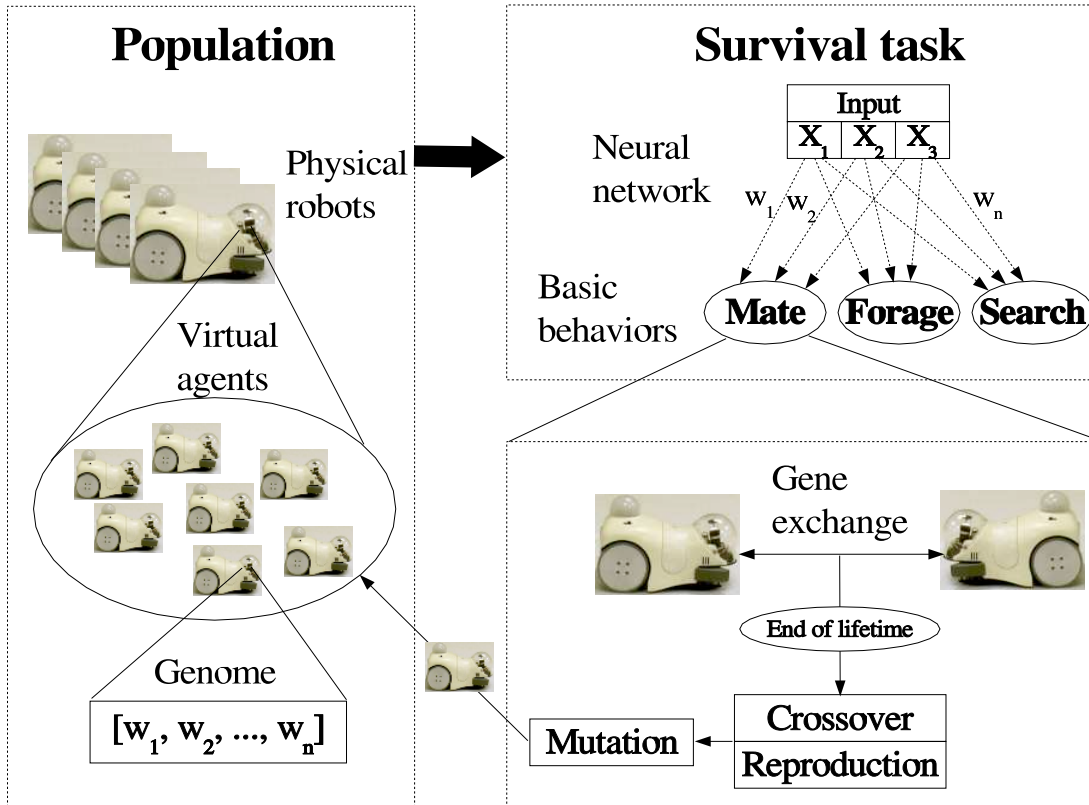 Population
Physical
robots
Virtual
agents
Genome
[w₁, w₂, ..., wₙ]
Survival task
Input
X₁ X₂ X₃
Neural
network
w₁ w₂ wₙ
Basic
behaviors
Mate Forage Search
Gene
exchange
End of lifetime
Crossover
Reproduction
Mutation